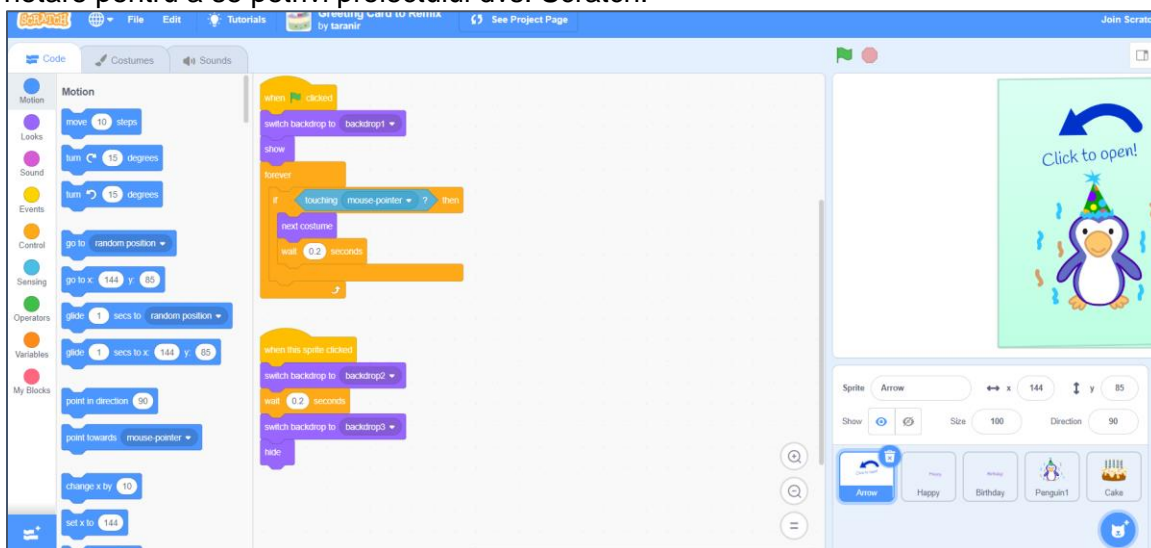 notare pentru a se potrivi proiectului dvs. Scratch.
SCRATCH
File Edit Tutorials
Greeting Card to Remix
by taranir
See Project Page
Code Costumes Sounds
Motion
Looks
Sound
Events
Control
Sensing
Operators
Variables
My Blocks
Motion
move 10 steps
turn 15 degrees
turn 15 degrees
go to random position
go to x: 144 y: 85
glide 1 secs to random position
glide 1 secs to x: 144 y: 85
point in direction 90
point towards mouse-pointer
change x by 10
set x to 144
when clicked
switch backdrop to backdrop1
show
forever
if touching mouse-pointer ? then
next costume
wait 0.2 seconds
when this sprite clicked
switch backdrop to backdrop2
wait 0.2 seconds
switch backdrop to backdrop3
hide
Click to open!
Sprite Arrow x 144 y 85
Show Size 100 Direction 90
Arrow Happy Birthday Penguin1 Cake